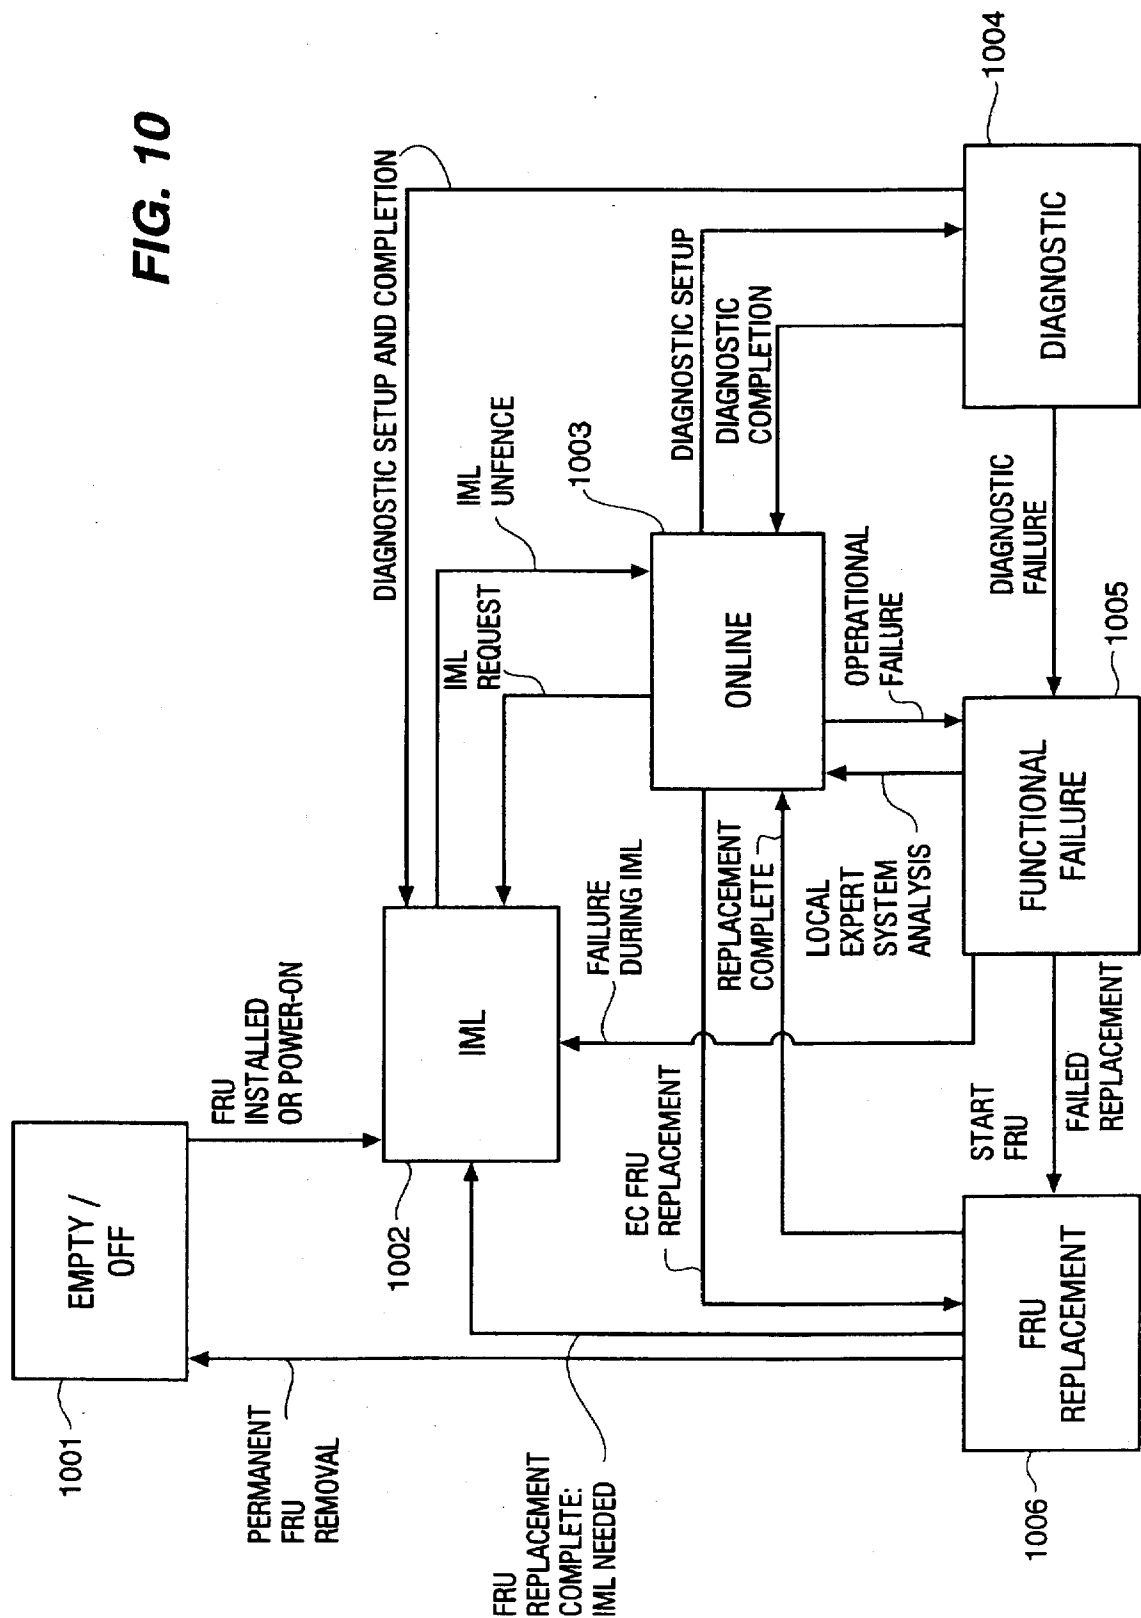 FIG. 10
EMPTY /
OFF
1001
FRU
INSTALLED
OR POWER-ON
PERMANENT
FRU
REMOVAL
IML
1002
DIAGNOSTIC SETUP AND COMPLETION
IML
UNFENCE
IML
REQUEST
FAILURE
DURING IML
FRU
REPLACEMENT
COMPLETE:
IML NEEDED
EC FRU
REPLACEMENT
REPLACEMENT
COMPLETE
ONLINE
1003
DIAGNOSTIC SETUP
DIAGNOSTIC
COMPLETION
LOCAL
EXPERT
SYSTEM
ANALYSIS
OPERATIONAL
FAILURE
FRU
REPLACEMENT
1006
START
FRU
FAILED
REPLACEMENT
FUNCTIONAL
FAILURE
1005
DIAGNOSTIC
FAILURE
DIAGNOSTIC
1004